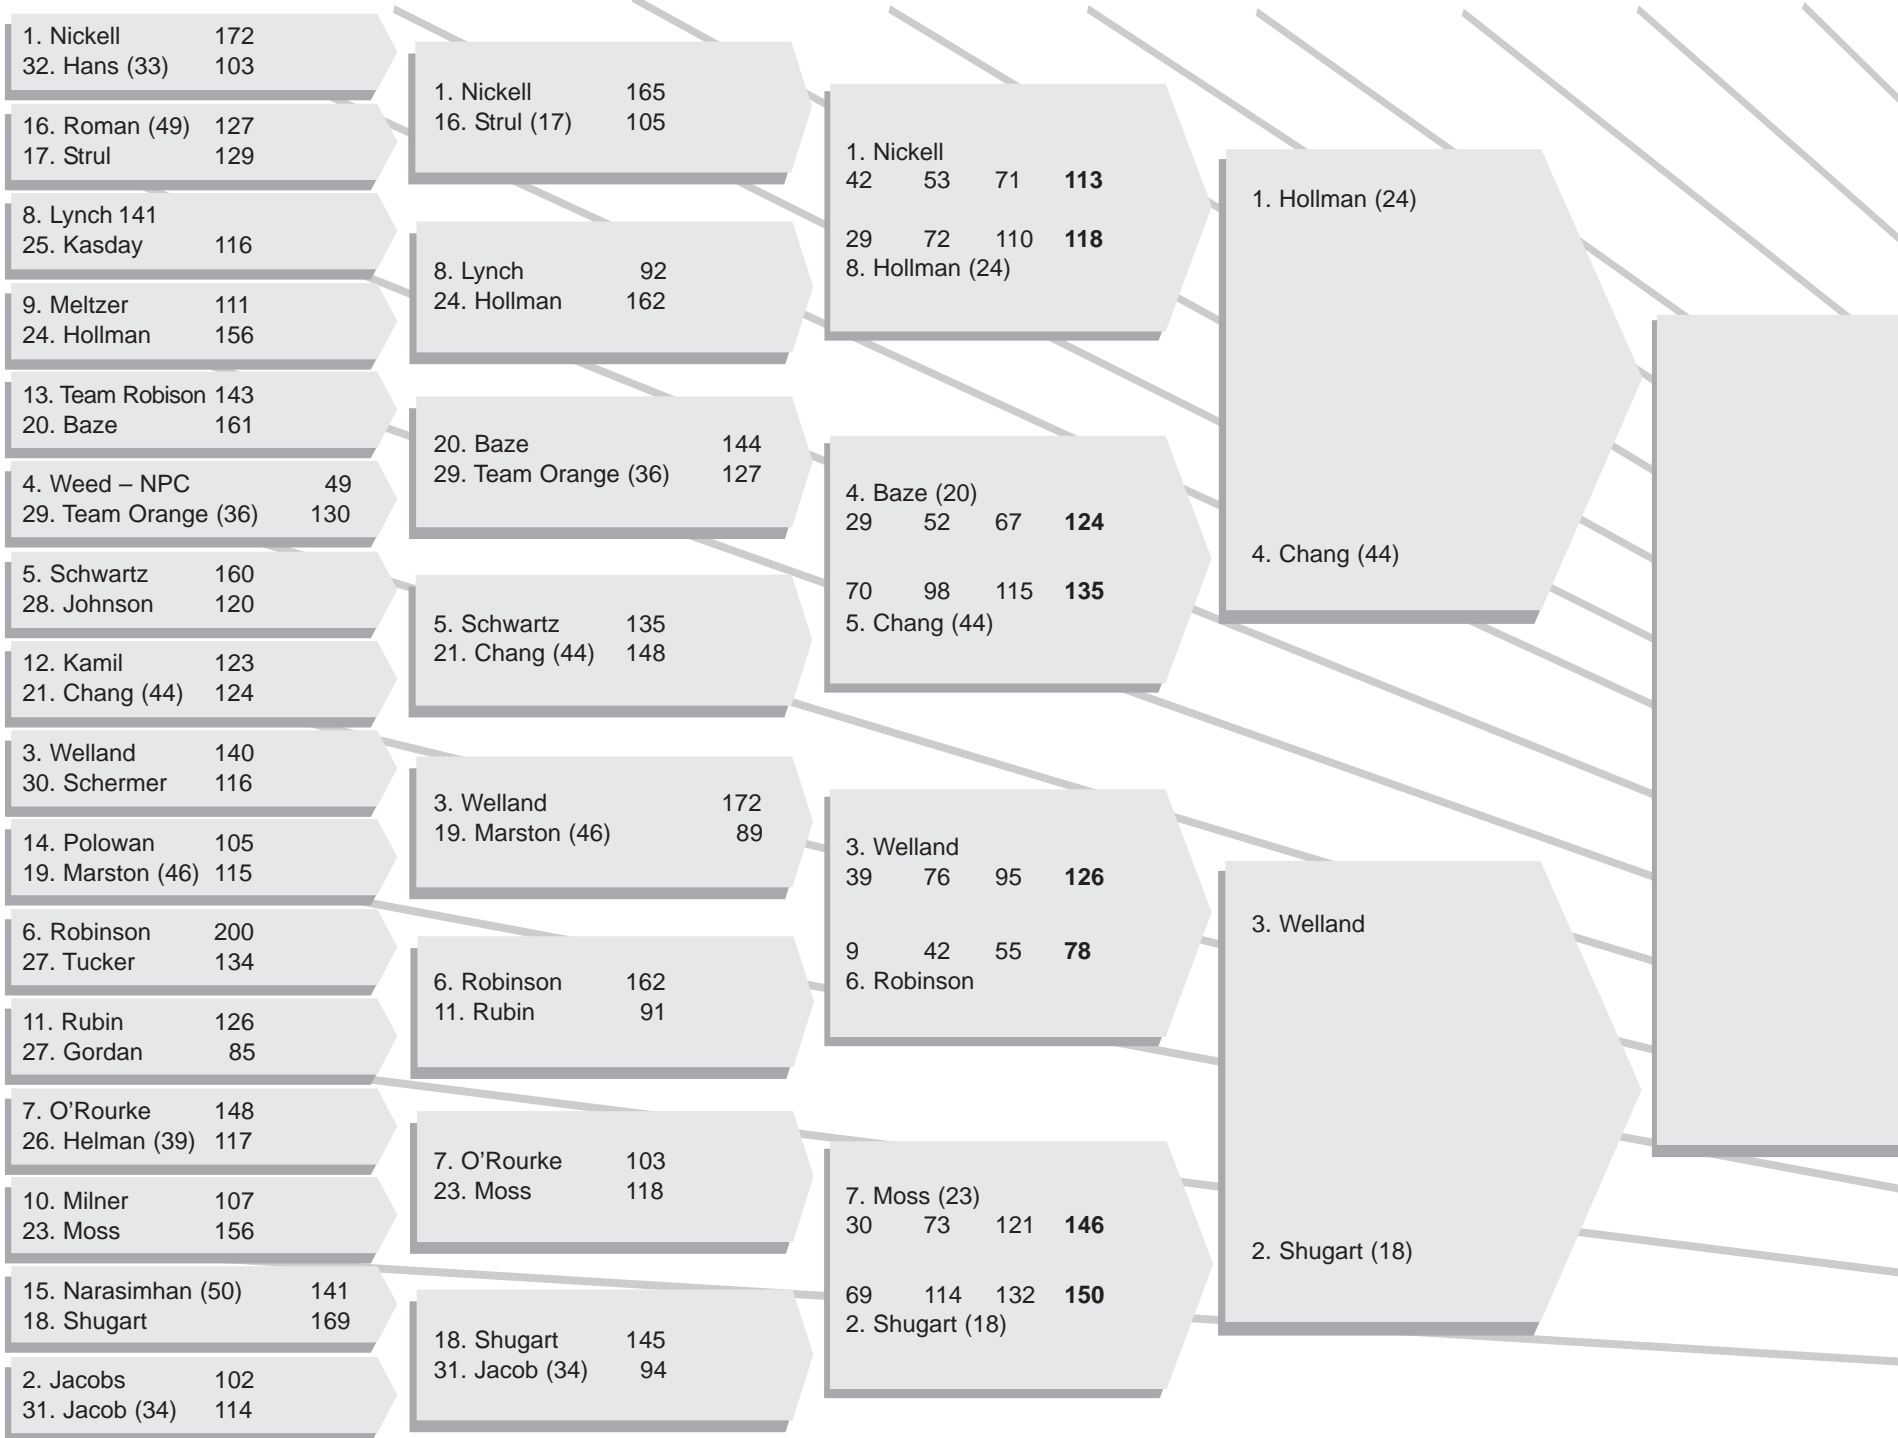 1. Nickell 172
32. Hans (33) 103
16. Roman (49) 127
17. Strul 129
8. Lynch 141
25. Kasday 116
9. Meltzer 111
24. Hollman 156
13. Team Robison 143
20. Baze 161
4. Weed – NPC 49
29. Team Orange (36) 130
5. Schwartz 160
28. Johnson 120
12. Kamil 123
21. Chang (44) 124
3. Welland 140
30. Schermer 116
14. Polowan 105
19. Marston (46) 115
6. Robinson 200
27. Tucker 134
11. Rubin 126
27. Gordan 85
7. O’Rourke 148
26. Helman (39) 117
10. Milner 107
23. Moss 156
15. Narasimhan (50) 141
18. Shugart 169
2. Jacobs 102
31. Jacob (34) 114
1. Nickell 165
16. Strul (17) 105
8. Lynch 92
24. Hollman 162
20. Baze 144
29. Team Orange (36) 127
5. Schwartz 135
21. Chang (44) 148
3. Welland 172
19. Marston (46) 89
6. Robinson 162
11. Rubin 91
7. O’Rourke 103
23. Moss 118
18. Shugart 145
31. Jacob (34) 94
1. Nickell
42 53 71 113
29 72 110 118
8. Hollman (24)
4. Baze (20)
29 52 67 124
70 98 115 135
5. Chang (44)
3. Welland
39 76 95 126
9 42 55 78
6. Robinson
7. Moss (23)
30 73 121 146
69 114 132 150
2. Shugart (18)
1. Hollman (24)
4. Chang (44)
3. Welland
2. Shugart (18)